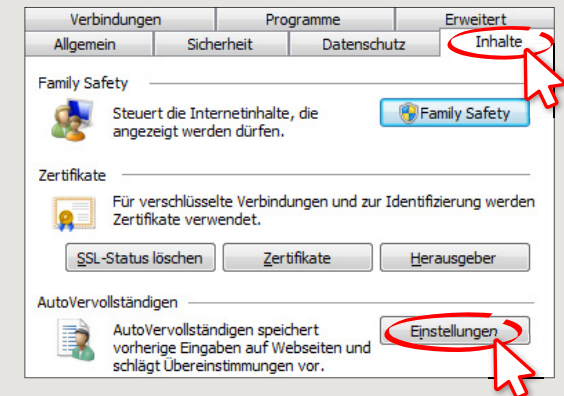 Verbindungen Programme Erweitert
Allgemein Sicherheit Datenschutz Inhalte
Family Safety
Steuert die Internetinhalte, die
angezeigt werden dürfen.
Family Safety
Zertifikate
Für verschlüsselte Verbindungen und zur Identifizierung werden
Zertifikate verwendet.
SSL-Status löschen Zertifikate Herausgeber
AutoVervollständigen
AutoVervollständigen speichert
vorherige Eingaben auf Webseiten und
schlägt Übereinstimmungen vor.
Einstellungen